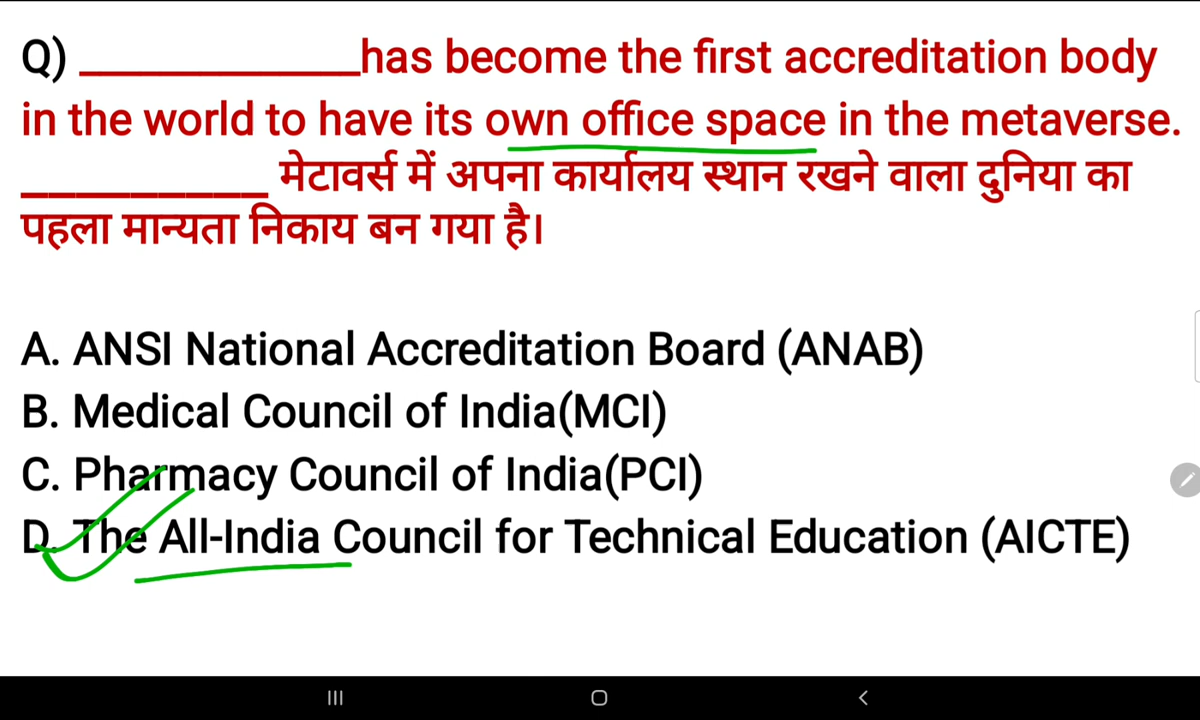 Q) ____________has become the first accreditation body
in the world to have its own office space in the metaverse.
_________ मेटावर्स में अपना कार्यालय स्थान रखने वाला दुनिया का
पहला मान्यता निकाय बन गया है।
A. ANSI National Accreditation Board (ANAB)
B. Medical Council of India(MCI)
C. Pharmacy Council of India(PCI)
D. The All-India Council for Technical Education (AICTE)